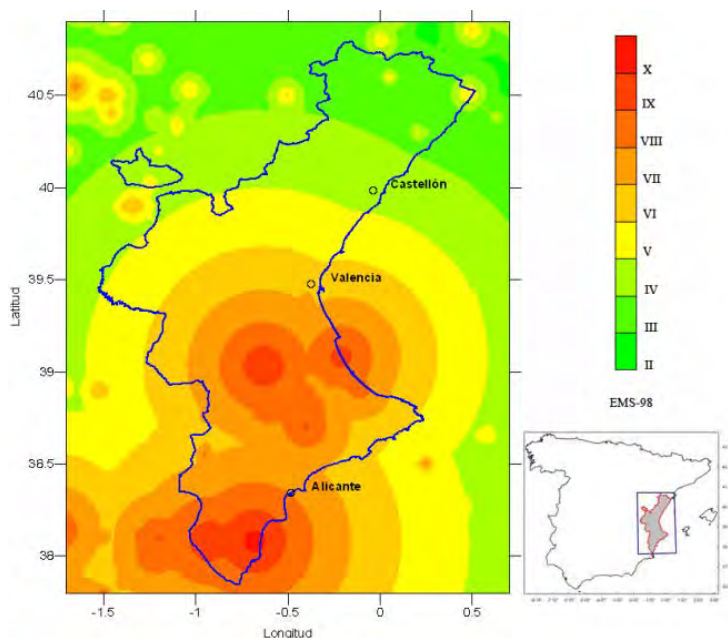 40.5
40
39.5
39
38.5
38
Latitud
-1.5
-1
-0.5
0
0.5
Longitud
Castellón
Valencia
Alicante
X
IX
VIII
VII
VI
V
IV
III
II
EMS-98